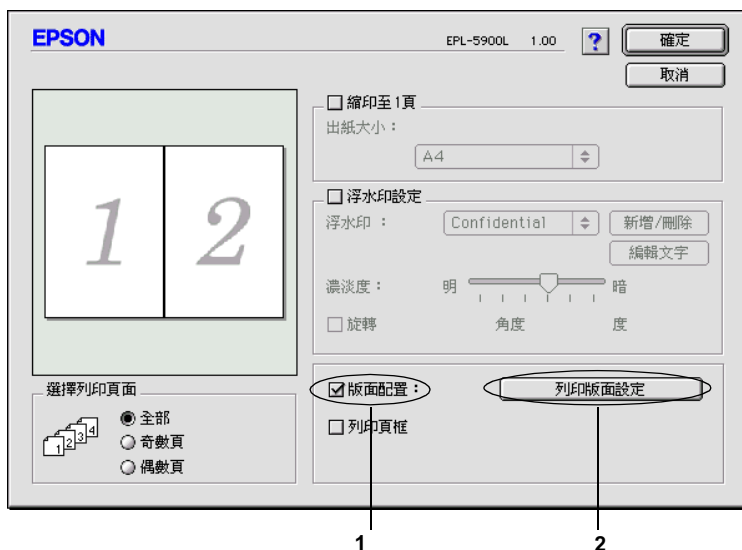 EPSON
EPL-5900L 1.00 ? 確定
取消
縮印至1頁
出紙大小：
A4
1 2
浮水印設定
浮水印 ： Confidential 新增/刪除
編輯文字
濃淡度： 明 暗
旋轉 角度 度
選擇列印頁面
1 2 3 4
全部
奇數頁
偶數頁
版面配置： 列印版面設定
列印頁框
1 2